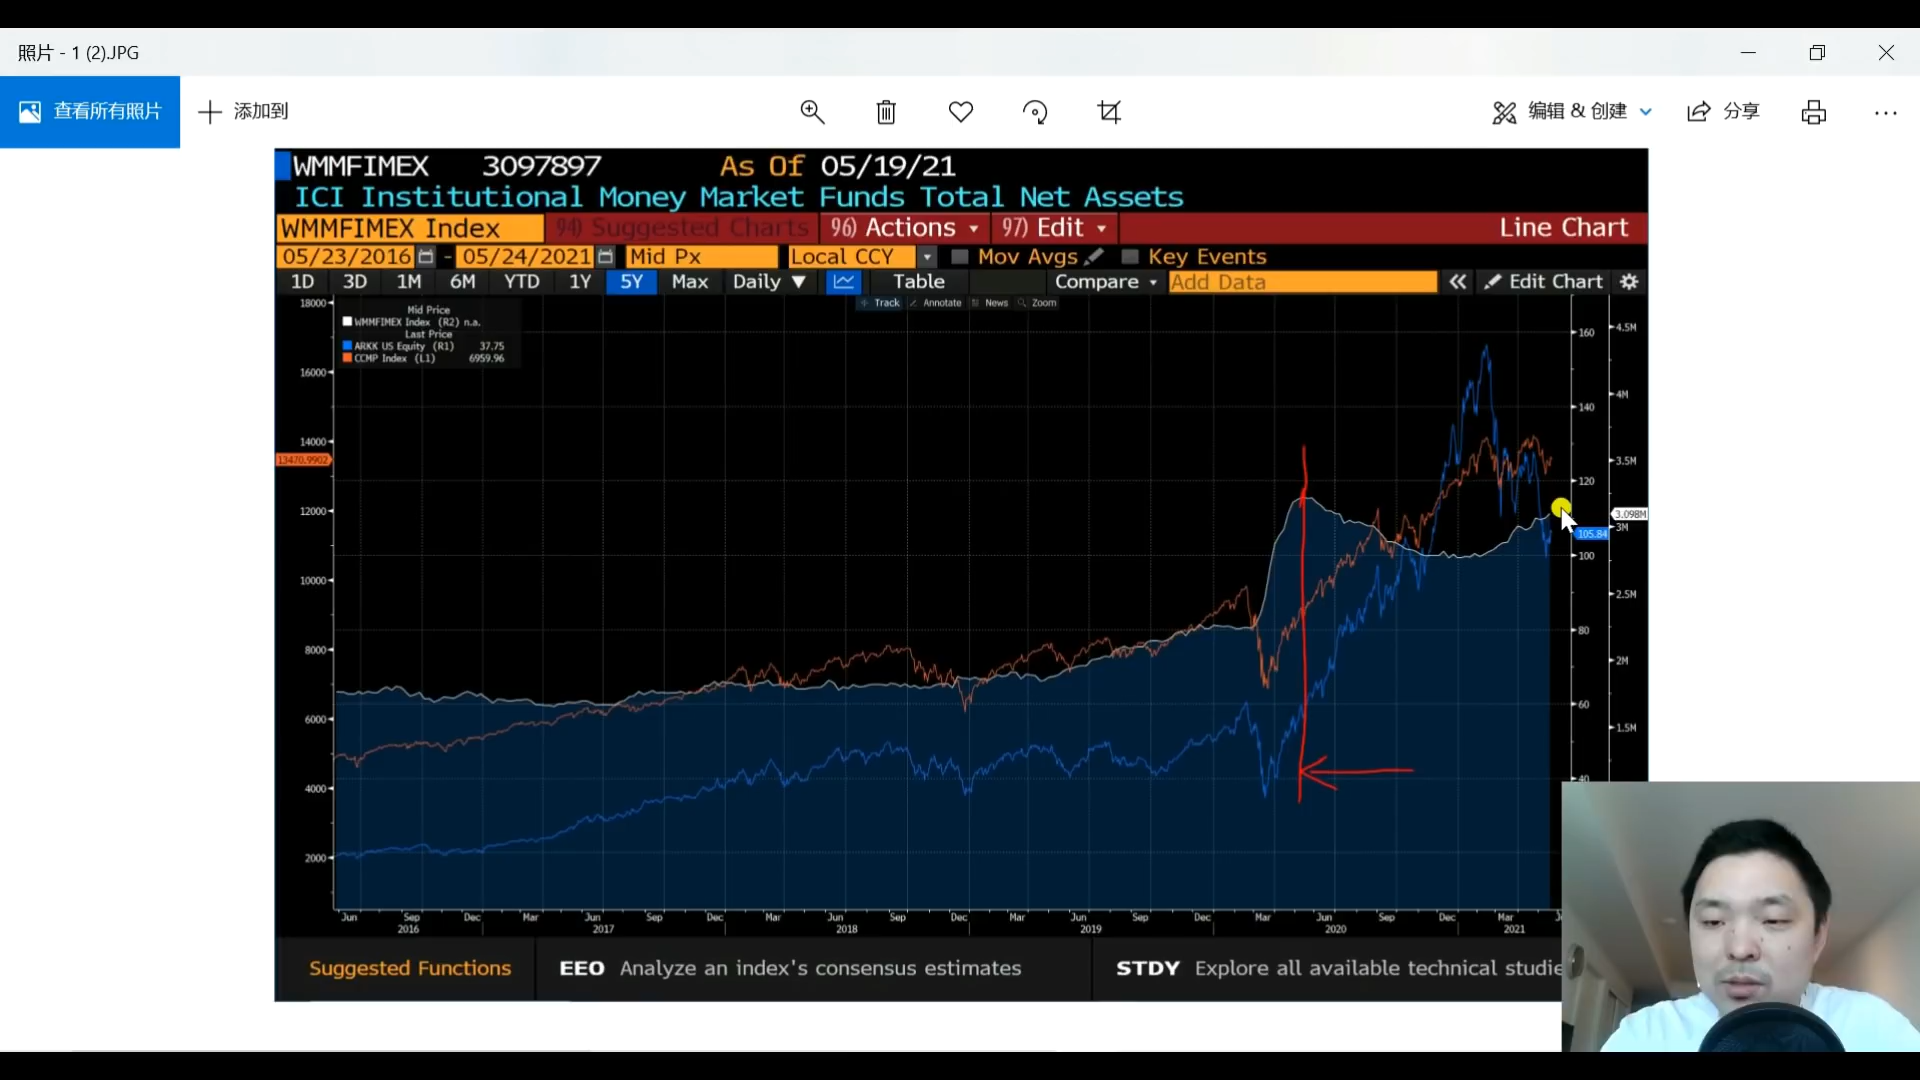 照片 - 1 (2).JPG
查看所有照片 添加到 编辑 & 创建 分享
WMMFIMEX 3097897 As Of 05/19/21
ICI Institutional Money Market Funds Total Net Assets
WMMFIMEX Index 94) Suggested Charts 96) Actions 97) Edit Line Chart
05/23/2016 - 05/24/2021 Mid Px Local CCY Mov Avgs Key Events
1D 3D 1M 6M YTD 1Y 5Y Max Daily ▼ Table Compare Add Data « Edit Chart
Track Annotate News Zoom
Mid Price
WMMFIMEX Index (R2) n.a.
Last Price
ARKK US Equity (R1) 37.75
CCMP Index (L1) 6959.96
18000
16000
14000
13470.9902
12000
10000
8000
6000
4000
2000
160
140
120
105.84
100
80
60
40
4.5M
4M
3.5M
3.098M
3M
2.5M
2M
1.5M
Jun Sep Dec Mar Jun Sep Dec Mar Jun Sep Dec Mar Jun Sep Dec Mar Jun Sep Dec Mar
2016 2017 2018 2019 2020 2021
Suggested Functions EEO Analyze an index's consensus estimates STDY Explore all available technical studie